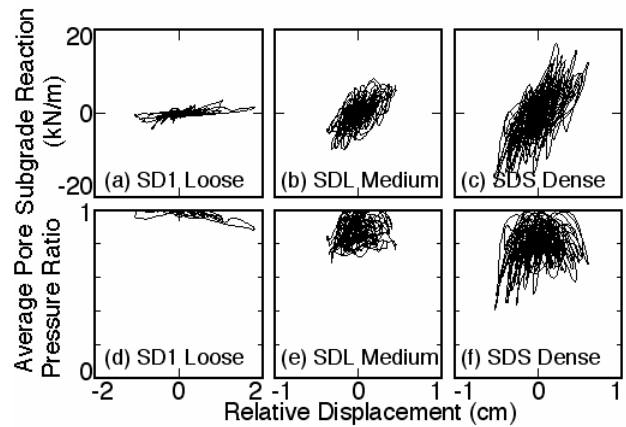 Subgrade Reaction
(kN/m)
20
0
-20
(a) SD1 Loose
(b) SDL Medium
(c) SDS Dense
Average Pore
Pressure Ratio
1
0
(d) SD1 Loose
(e) SDL Medium
(f) SDS Dense
-2
0
2
-1
0
1
-1
0
1
Relative Displacement (cm)